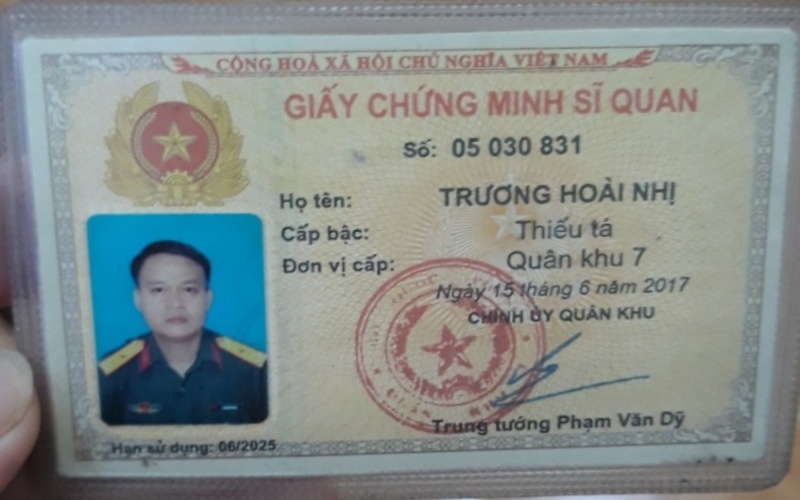 CỘNG HOÀ XÃ HỘI CHỦ NGHĨA VIỆT NAM
GIẤY CHỨNG MINH SĨ QUAN
Số: 05 030 831
Họ tên: TRƯƠNG HOÀI NHỊ
Cấp bậc: Thiếu tá
Đơn vị cấp: Quân khu 7
Ngày 15 tháng 6 năm 2017
CHÍNH ỦY QUÂN KHU
Trung tướng Phạm Văn Dỹ
Hạn sử dụng: 06/2025